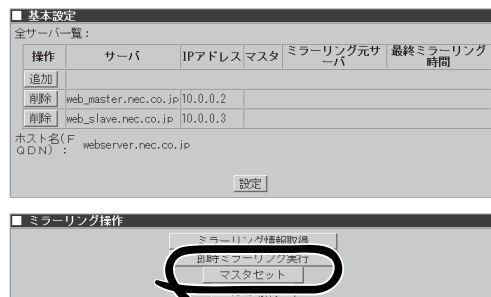 ■ 基本設定
全サーバ一覧：
操作 サーバ IPアドレス マスタ ミラーリング元サーバ 最終ミラーリング時間
追加
削除 web_master.nec.co.jp 10.0.0.2
削除 web_slave.nec.co.jp 10.0.0.3
ホスト名(F
QDN)： webserver.nec.co.jp
設定
■ ミラーリング操作
ミラーリング情報取得
即時ミラーリング実行
マスタセット